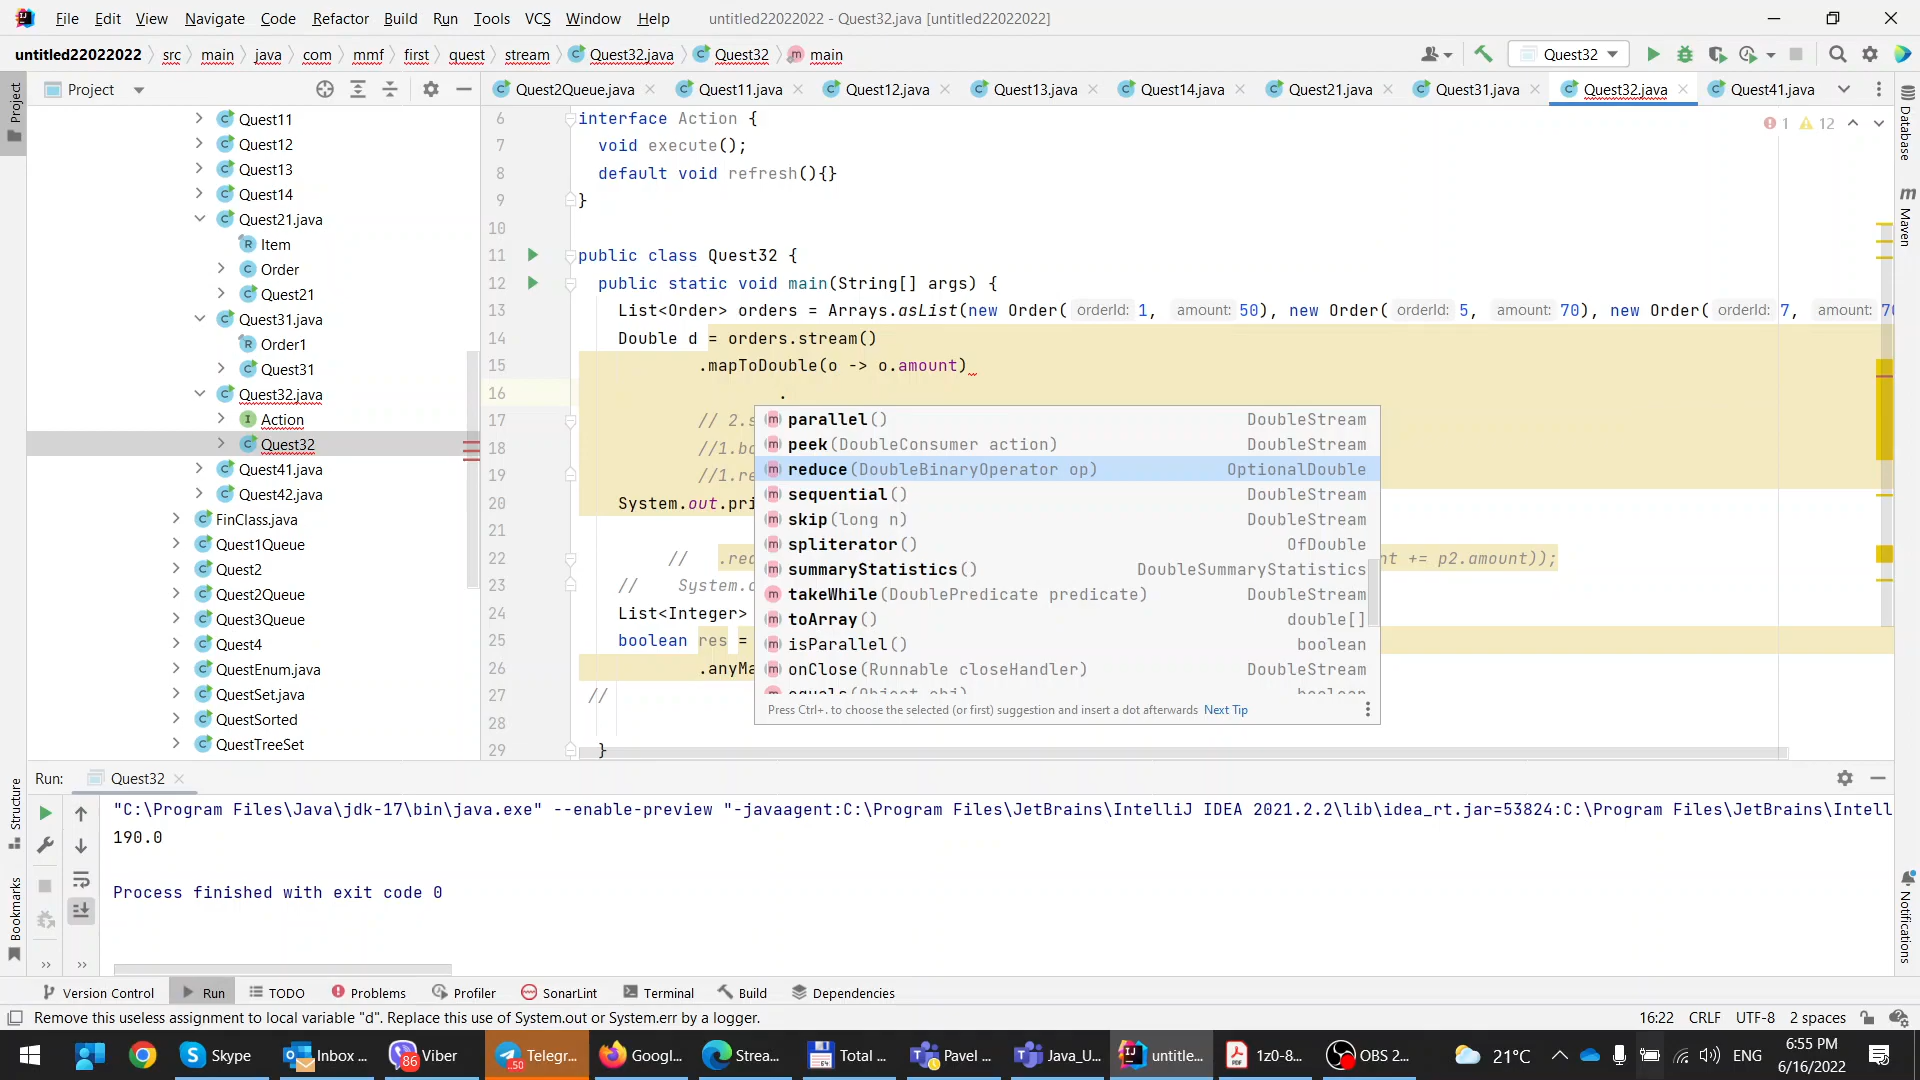 File Edit View Navigate Code Refactor Build Run Tools VCS Window Help untitled22022022 - Quest32.java [untitled22022022]
untitled22022022 src main java com mmf first quest stream Quest32.java Quest32 main Quest32
Project
Quest2Queue.java Quest11.java Quest12.java Quest13.java Quest14.java Quest21.java Quest31.java Quest32.java Quest41.java
Project
Structure
Bookmarks
Database
Maven
Notifications
Quest11
Quest12
Quest13
Quest14
Quest21.java
Item
Order
Quest21
Quest31.java
Order1
Quest31
Quest32.java
Action
Quest32
Quest41.java
Quest42.java
FinClass.java
Quest1Queue
Quest2
Quest2Queue
Quest3Queue
Quest4
QuestEnum.java
QuestSet.java
QuestSorted
QuestTreeSet
1 12
6 interface Action {
7 void execute();
8 default void refresh(){}
9 }
10
11 public class Quest32 {
12 public static void main(String[] args) {
13 List<Order> orders = Arrays.asList(new Order( orderId: 1, amount: 50), new Order( orderId: 5, amount: 70), new Order( orderId: 7, amount: 70
14 Double d = orders.stream()
15 .mapToDouble(o -> o.amount)
16 .
17 // 2.s
18 //1.bo
19 //1.re
20 System.out.pri
21
22 // .red nt += p2.amount));
23 // System.o
24 List<Integer>
25 boolean res =
26 .anyMa
27 //
28
29 }
parallel() DoubleStream
peek(DoubleConsumer action) DoubleStream
reduce(DoubleBinaryOperator op) OptionalDouble
sequential() DoubleStream
skip(long n) DoubleStream
spliterator() OfDouble
summaryStatistics() DoubleSummaryStatistics
takeWhile(DoublePredicate predicate) DoubleStream
toArray() double[]
isParallel() boolean
onClose(Runnable closeHandler) DoubleStream
equals(Object obj) boolean
Press Ctrl+. to choose the selected (or first) suggestion and insert a dot afterwards Next Tip
Run: Quest32
"C:\Program Files\Java\jdk-17\bin\java.exe" --enable-preview "-javaagent:C:\Program Files\JetBrains\IntelliJ IDEA 2021.2.2\lib\idea_rt.jar=53824:C:\Program Files\JetBrains\Intell
190.0
Process finished with exit code 0
Version Control Run TODO Problems Profiler SonarLint Terminal Build Dependencies
Remove this useless assignment to local variable "d". Replace this use of System.out or System.err by a logger. 16:22 CRLF UTF-8 2 spaces
Skype Inbox ... Viber 86 Telegr... 50 Googl... Strea... Total ... Pavel ... Java_U... untitle... 1z0-8... OBS 2... 21°C ENG 6:55 PM
6/16/2022